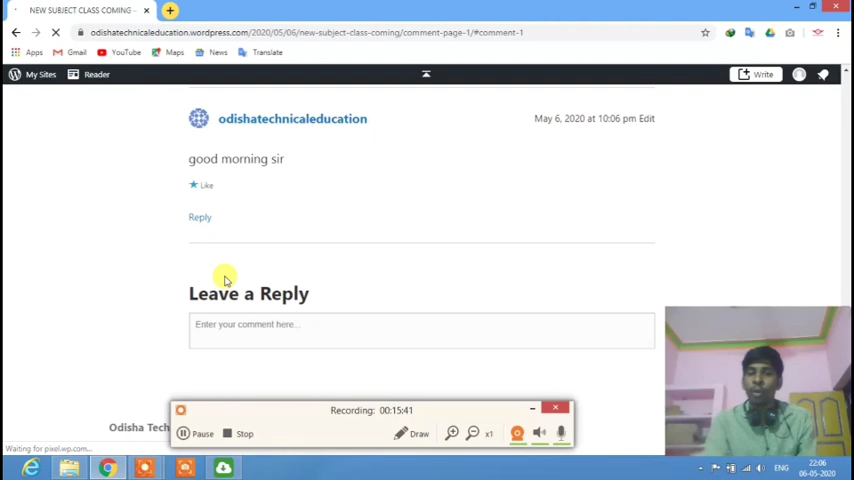 NEW SUBJECT CLASS COMING –
odishatechnicaleducation.wordpress.com/2020/05/06/new-subject-class-coming/comment-page-1/#comment-1
Apps Gmail YouTube Maps News Translate
My Sites Reader Write
odishatechnicaleducation May 6, 2020 at 10:06 pm Edit
good morning sir
Like
Reply
Leave a Reply
Enter your comment here...
Recording: 00:15:41
Odisha Tech
Pause Stop Draw x1
Waiting for pixel.wp.com...
ENG
22:06
06-05-2020